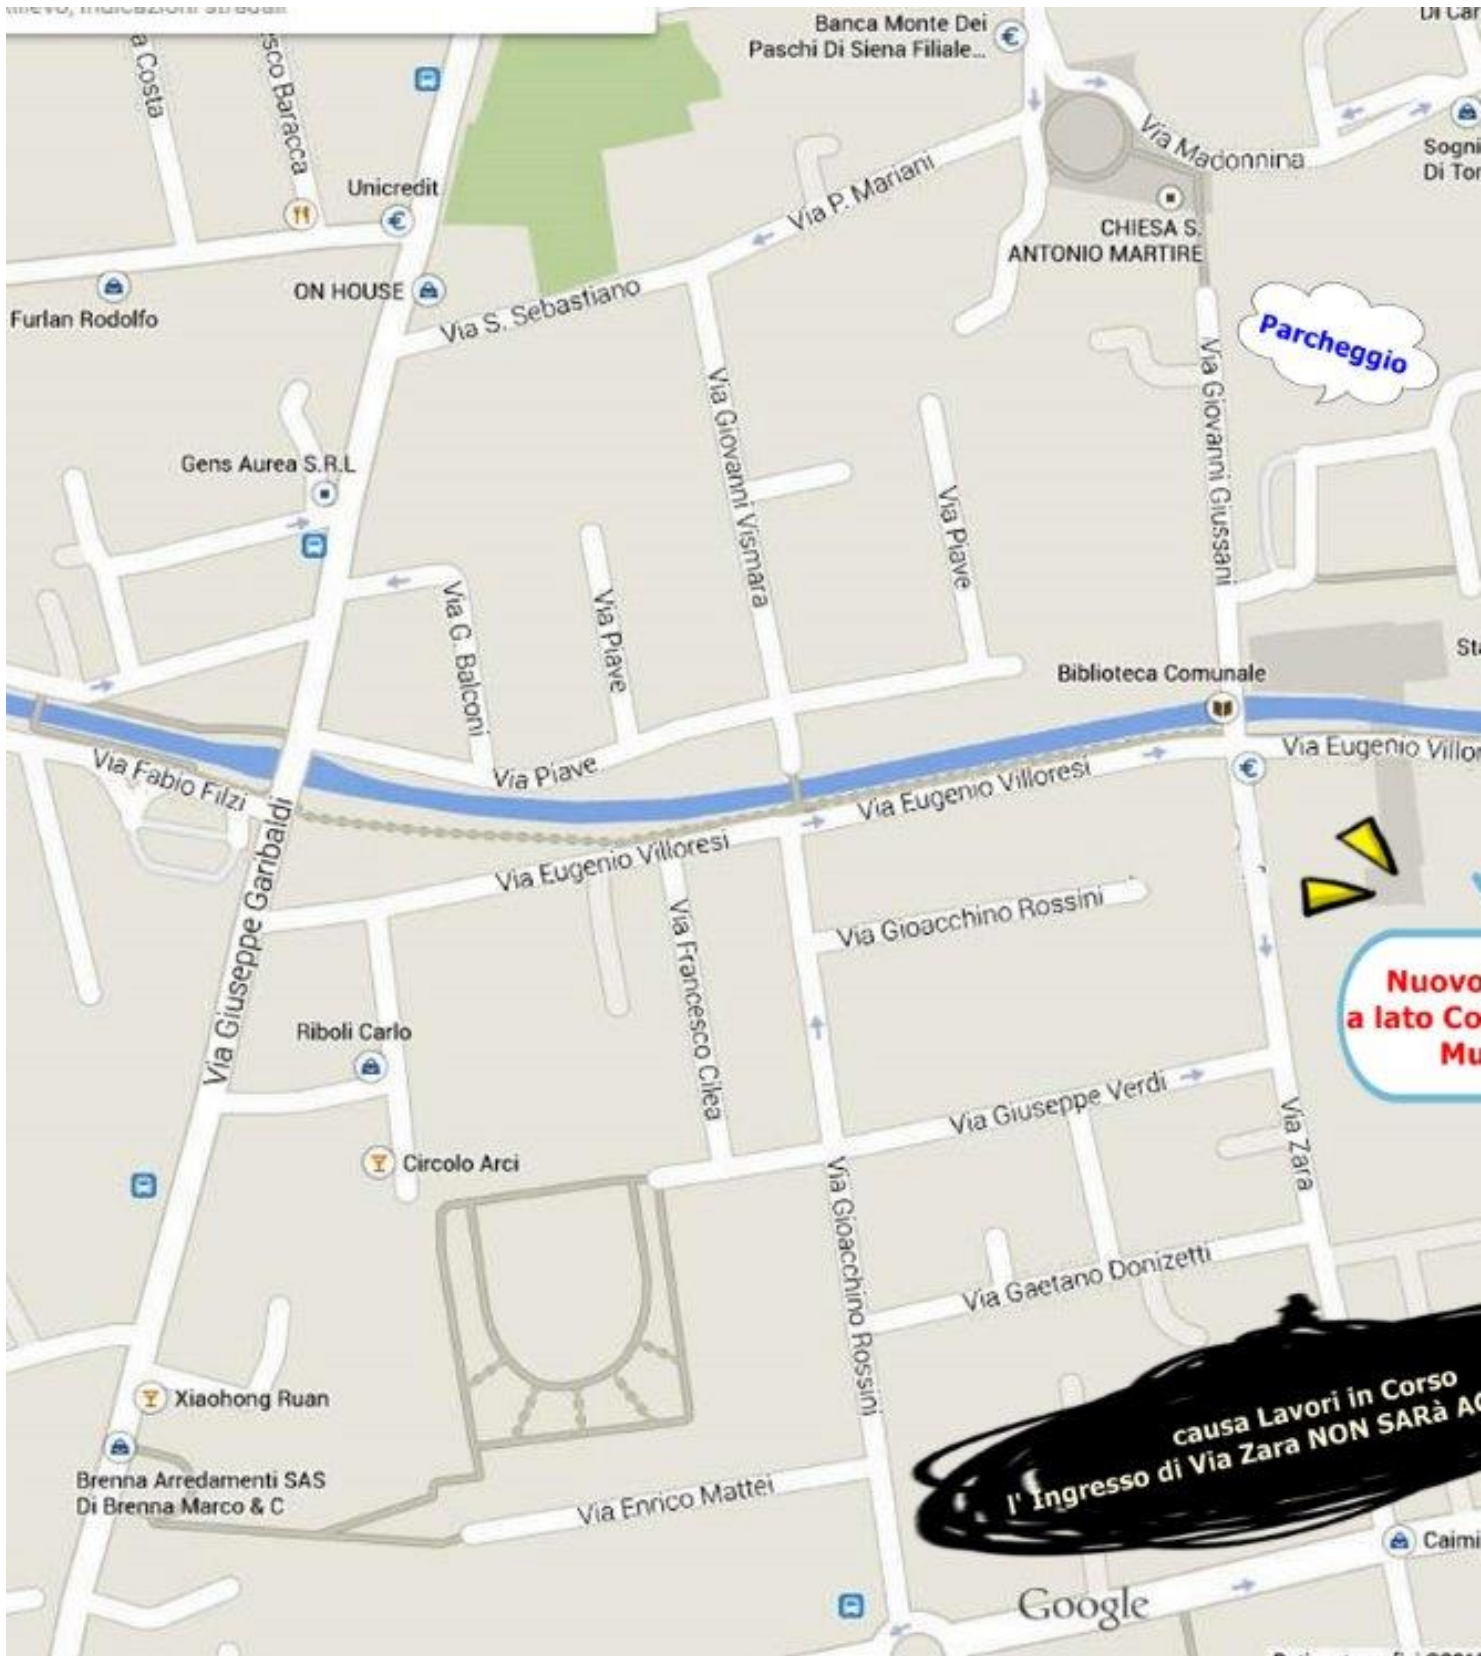 indicazioni stradali
Banca Monte Dei
Paschi Di Siena Filiale...
a Costa
sco Baracca
Via Madonnina
Sogni
Di Tor
Unicredit
Via P. Mariani
CHIESA S.
ANTONIO MARTIRE
ON HOUSE
Furlan Rodolfo
Via S. Sebastiano
Parcheggio
Via Giovanni Vismara
Via Giovanni Giussani
Gens Aurea S.R.L
Via Piave
Via G. Balconi
Via Piave
Biblioteca Comunale
Via Piave
Via Fabio Filzi
Via Eugenio Villor
Via Eugenio Villoresi
Via Eugenio Villoresi
Via Giuseppe Garibaldi
Via Gioacchino Rossini
Via Francesco Cilea
Nuovo
a lato Co
Mu
Riboli Carlo
Via Giuseppe Verdi
Via Zara
Circolo Arci
Via Gioacchino Rossini
Via Gaetano Donizetti
Xiaohong Ruan
causa Lavori in Corso
l' Ingresso di Via Zara NON SARà
Brenna Arredamenti SAS
Di Brenna Marco & C
Via Enrico Mattei
Caimi
Google